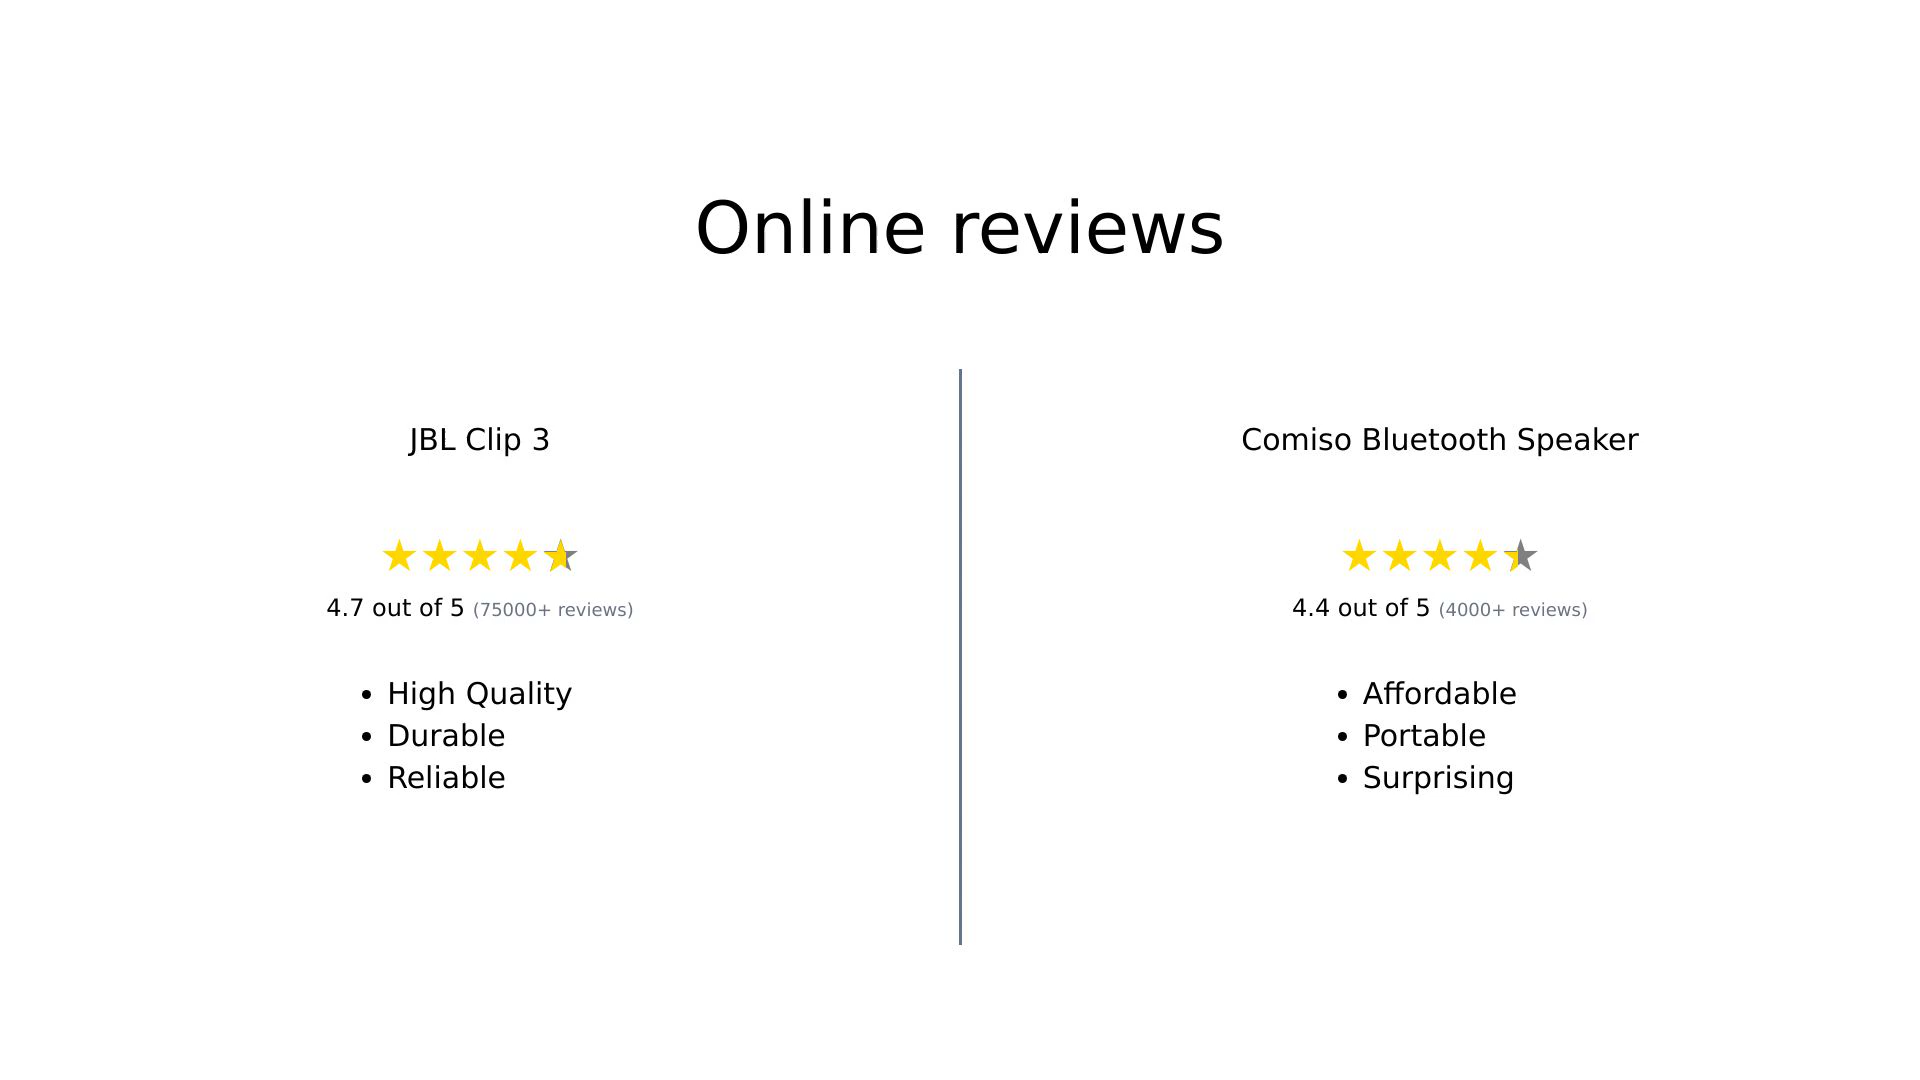 Online reviews
JBL Clip 3
4.7 out of 5 (75000+ reviews)
• High Quality
• Durable
• Reliable
Comiso Bluetooth Speaker
4.4 out of 5 (4000+ reviews)
• Affordable
• Portable
• Surprising